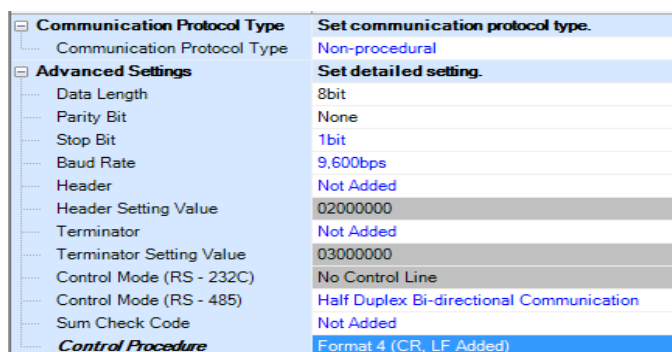 Communication Protocol Type Set communication protocol type.
Communication Protocol Type Non-procedural
Advanced Settings Set detailed setting.
Data Length 8bit
Parity Bit None
Stop Bit 1bit
Baud Rate 9,600bps
Header Not Added
Header Setting Value 02000000
Terminator Not Added
Terminator Setting Value 03000000
Control Mode (RS - 232C) No Control Line
Control Mode (RS - 485) Half Duplex Bi-directional Communication
Sum Check Code Not Added
Control Procedure Format 4 (CR, LF Added)